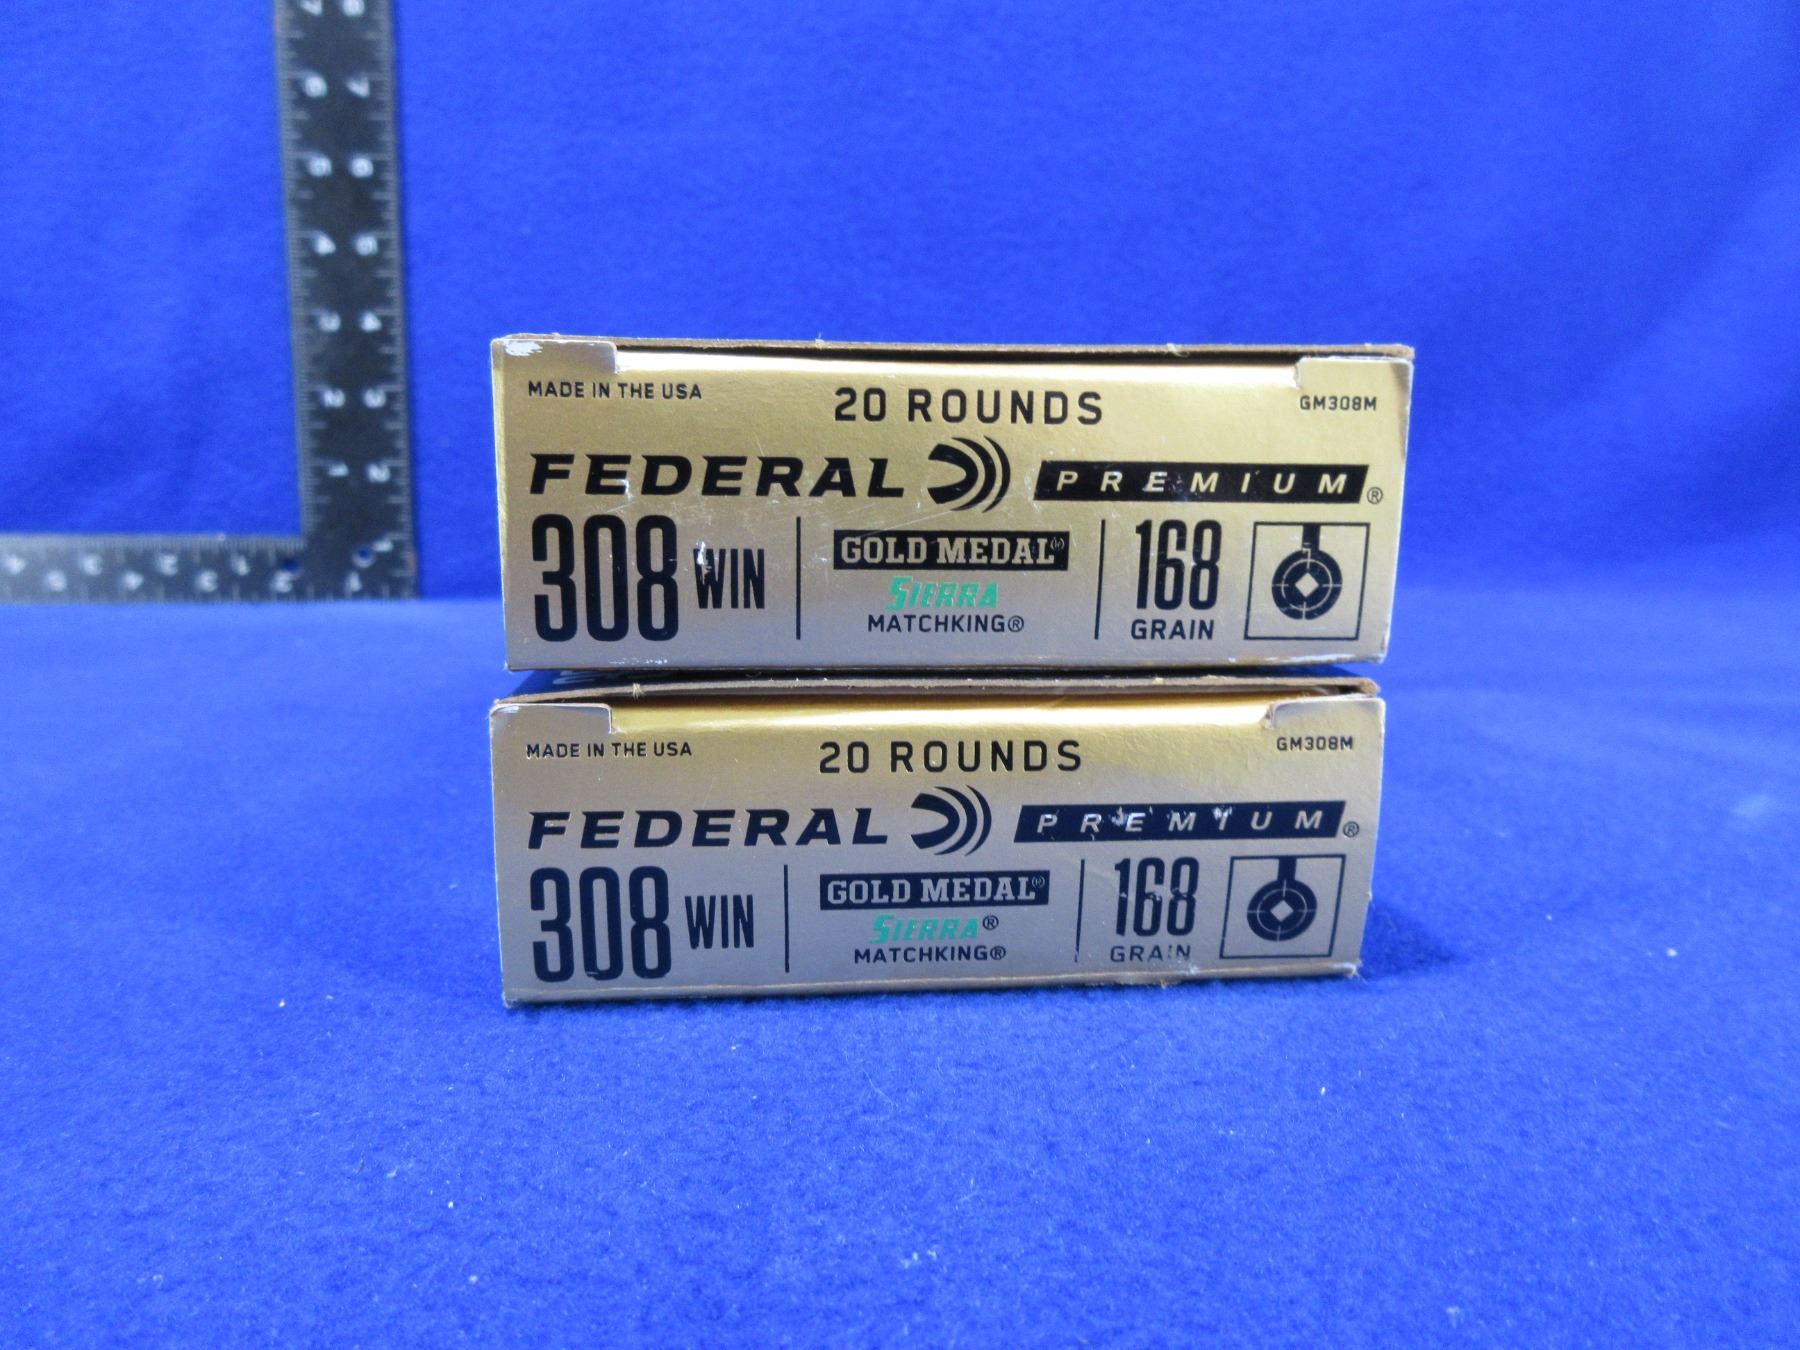 MADE IN THE USA
20 ROUNDS
GM308M
FEDERAL PREMIUM®
308 WIN
GOLD MEDAL®
SIERRA
MATCHKING®
168
GRAIN
MADE IN THE USA
20 ROUNDS
GM308M
FEDERAL PREMIUM®
308 WIN
GOLD MEDAL®
SIERRA®
MATCHKING®
168
GRAIN